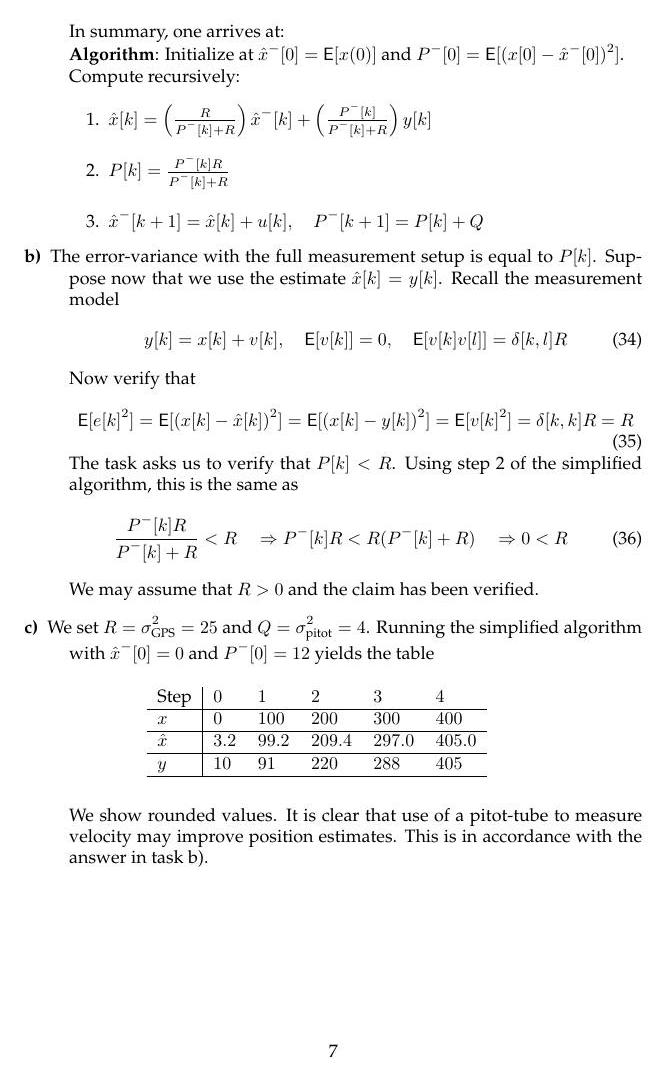 In summary, one arrives at:
Algorithm: Initialize at x̂⁻[0] = E[x(0)] and P⁻[0] = E[(x[0] − x̂⁻[0])²].
Compute recursively:
1. x̂[k] = (R / (P⁻[k]+R)) x̂⁻[k] + (P⁻[k] / (P⁻[k]+R)) y[k]
2. P[k] = P⁻[k]R / (P⁻[k]+R)
3. x̂⁻[k + 1] = x̂[k] + u[k], P⁻[k + 1] = P[k] + Q
b) The error-variance with the full measurement setup is equal to P[k]. Sup-
pose now that we use the estimate x̂[k] = y[k]. Recall the measurement
model
y[k] = x[k] + v[k], E[v[k]] = 0, E[v[k]v[l]] = δ[k, l]R (34)
Now verify that
E[e[k]²] = E[(x[k] − x̂[k])²] = E[(x[k] − y[k])²] = E[v[k]²] = δ[k, k]R = R
(35)
The task asks us to verify that P[k] < R. Using step 2 of the simplified
algorithm, this is the same as
P⁻[k]R / (P⁻[k] + R) < R ⇒ P⁻[k]R < R(P⁻[k] + R) ⇒ 0 < R (36)
We may assume that R > 0 and the claim has been verified.
c) We set R = σ²_GPS = 25 and Q = σ²_pitot = 4. Running the simplified algorithm
with x̂⁻[0] = 0 and P⁻[0] = 12 yields the table
Step 0 1 2 3 4
x 0 100 200 300 400
x̂ 3.2 99.2 209.4 297.0 405.0
y 10 91 220 288 405
We show rounded values. It is clear that use of a pitot-tube to measure
velocity may improve position estimates. This is in accordance with the
answer in task b).
7